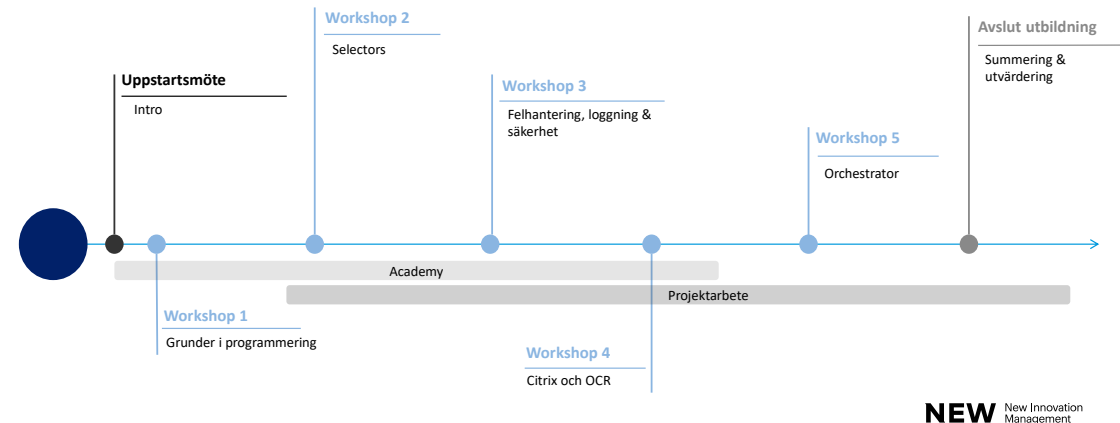 Workshop 2
Selectors
Avslut utbildning
Summering &
utvärdering
Uppstartsmöte
Intro
Workshop 3
Felhantering, loggning &
säkerhet
Workshop 5
Orchestrator
Academy
Projektarbete
Workshop 1
Grunder i programmering
Workshop 4
Citrix och OCR
NEW New Innovation
Management